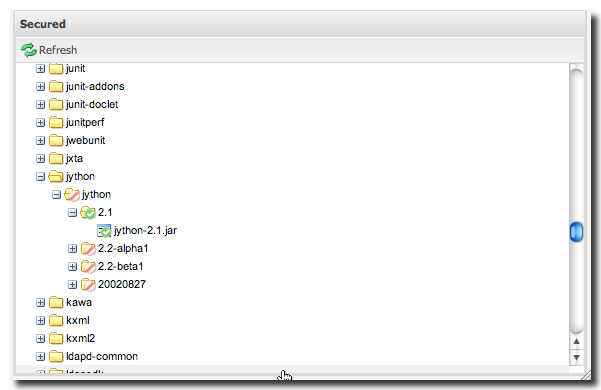 Secured
Refresh
junit
junit-addons
junit-doclet
junitperf
jwebunit
jxta
jython
jython
2.1
jython-2.1.jar
2.2-alpha1
2.2-beta1
20020827
kawa
kxml
kxml2
ldapd-common